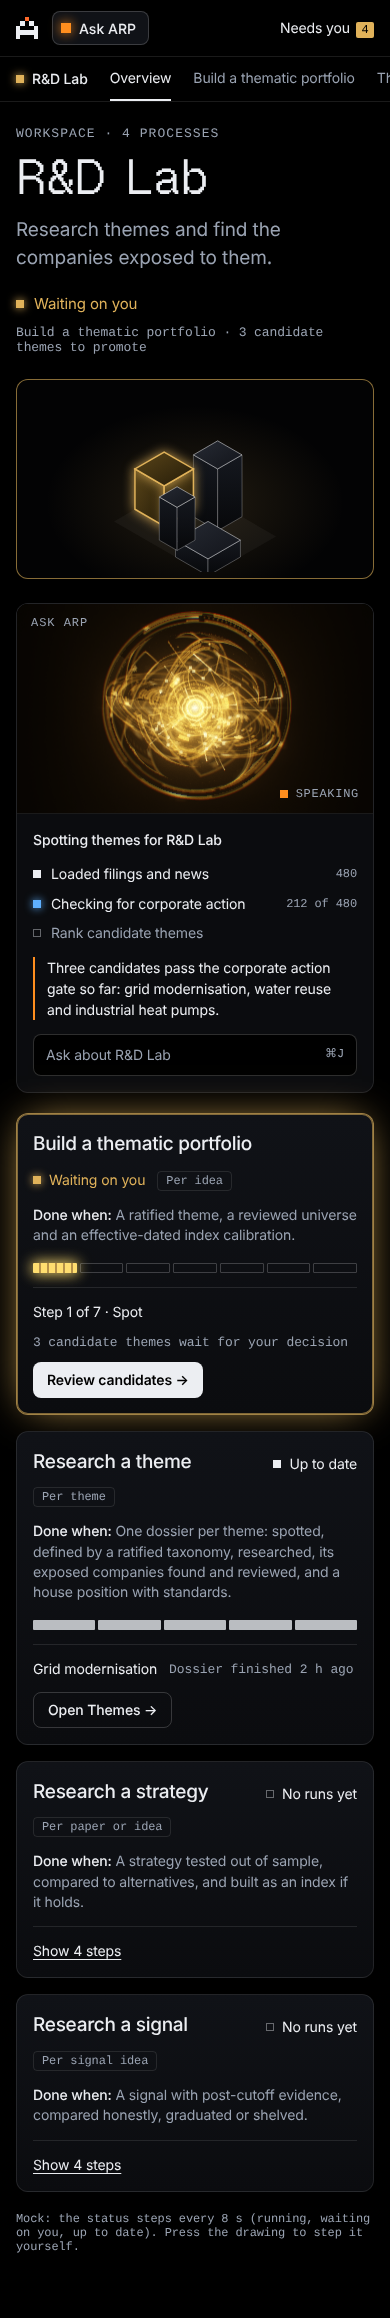 Ask ARP
Needs you 4
R&D Lab Overview Build a thematic portfolio Th
WORKSPACE · 4 PROCESSES
R&D Lab
Research themes and find the
companies exposed to them.
Waiting on you
Build a thematic portfolio · 3 candidate
themes to promote
ASK ARP
SPEAKING
Spotting themes for R&D Lab
Loaded filings and news 480
Checking for corporate action 212 of 480
Rank candidate themes
Three candidates pass the corporate action
gate so far: grid modernisation, water reuse
and industrial heat pumps.
Ask about R&D Lab ⌘J
Build a thematic portfolio
Waiting on you Per idea
Done when: A ratified theme, a reviewed universe
and an effective-dated index calibration.
Step 1 of 7 · Spot
3 candidate themes wait for your decision
Review candidates →
Research a theme Up to date
Per theme
Done when: One dossier per theme: spotted,
defined by a ratified taxonomy, researched, its
exposed companies found and reviewed, and a
house position with standards.
Grid modernisation Dossier finished 2 h ago
Open Themes →
Research a strategy No runs yet
Per paper or idea
Done when: A strategy tested out of sample,
compared to alternatives, and built as an index if
it holds.
Show 4 steps
Research a signal No runs yet
Per signal idea
Done when: A signal with post-cutoff evidence,
compared honestly, graduated or shelved.
Show 4 steps
Mock: the status steps every 8 s (running, waiting
on you, up to date). Press the drawing to step it
yourself.